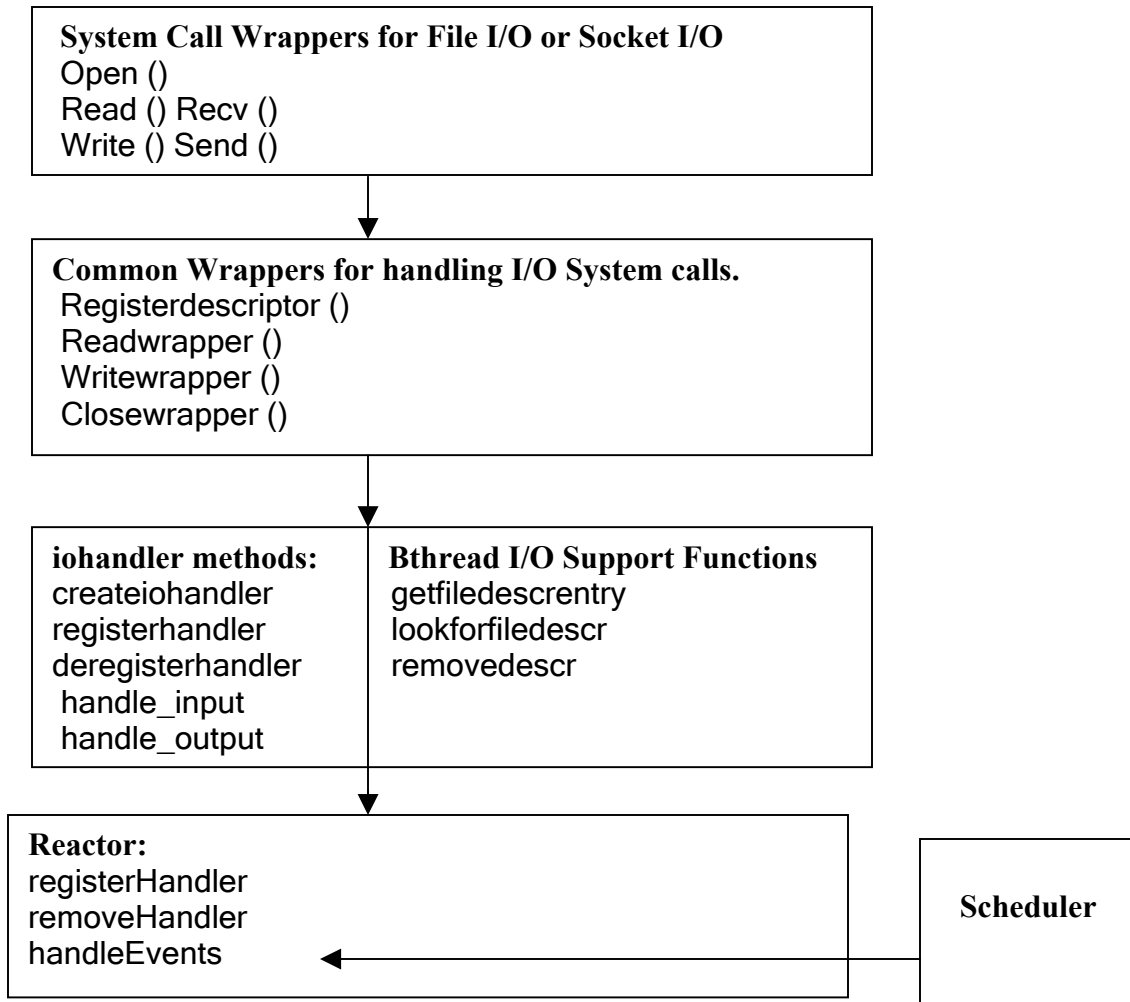 System Call Wrappers for File I/O or Socket I/O
Open ()
Read () Recv ()
Write () Send ()
Common Wrappers for handling I/O System calls.
Registerdescriptor ()
Readwrapper ()
Writewrapper ()
Closewrapper ()
iohandler methods:
createiohandler
registerhandler
deregisterhandler
handle_input
handle_output
Bthread I/O Support Functions
getfiledescrentry
lookforfiledescr
removedescr
Reactor:
registerHandler
removeHandler
handleEvents
Scheduler